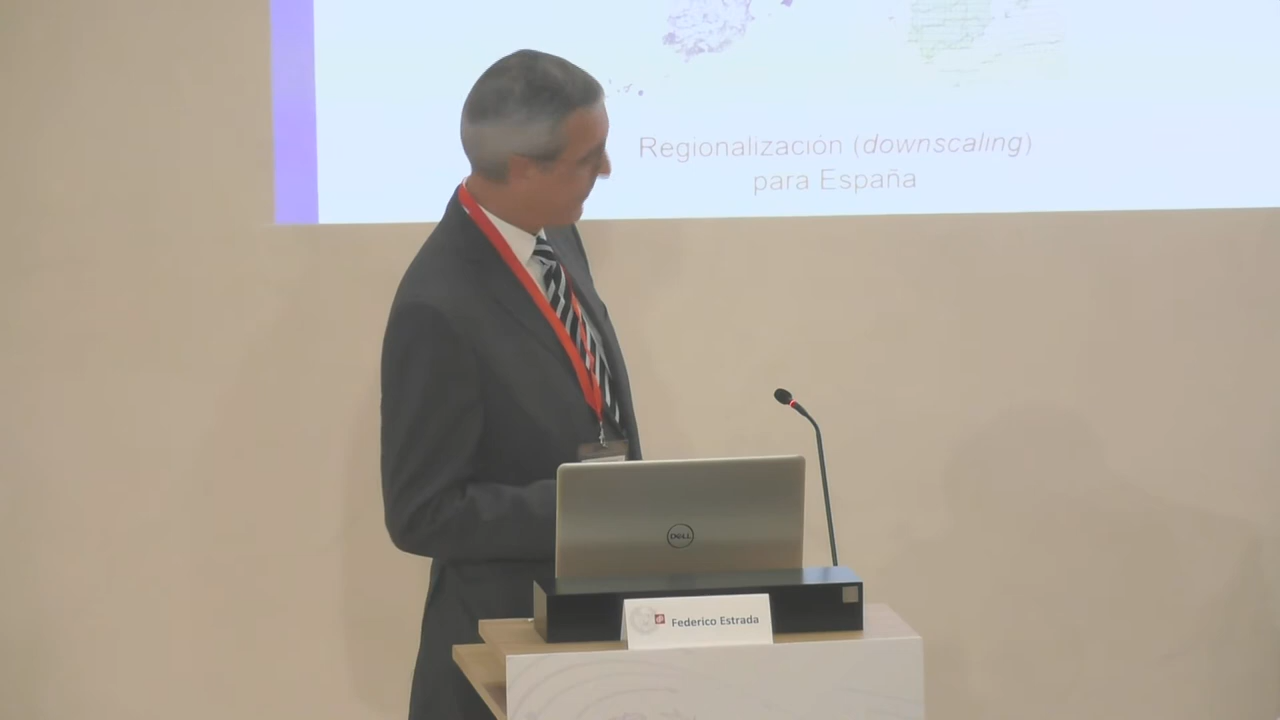 Regionalización (downscaling)
para España
DELL
Federico Estrada